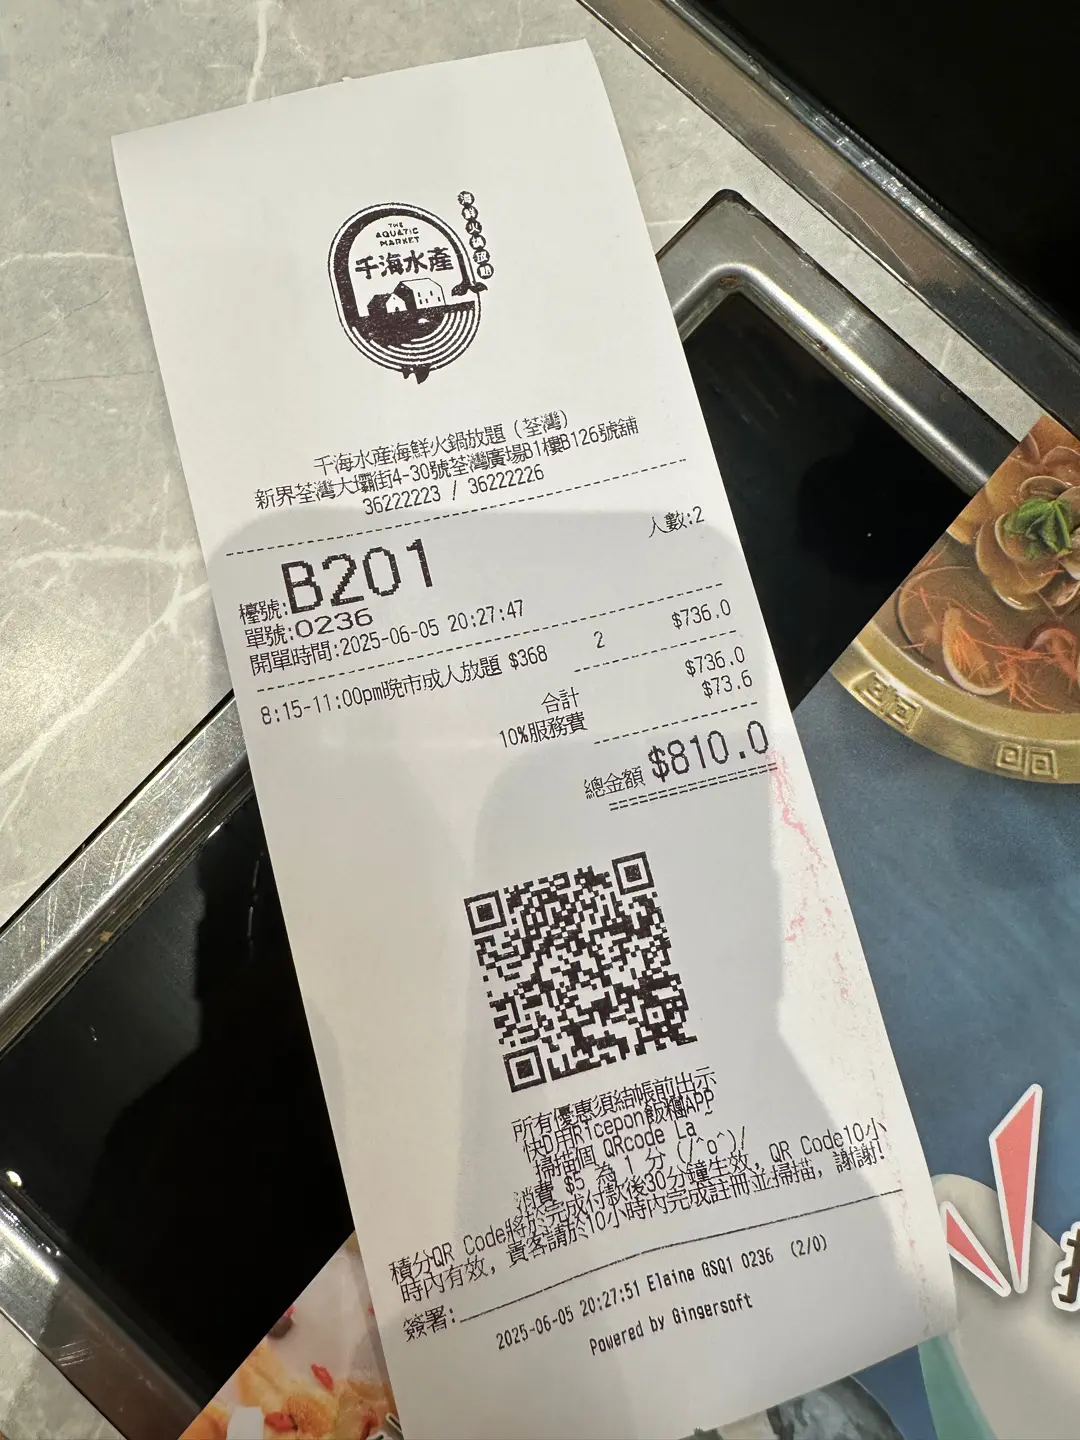 THE
AQUATIC
MARKET
千海水產
海鮮火鍋放題
千海水產海鮮火鍋放題 (荃灣)
新界荃灣大壩街4-30號荃灣廣場B1樓B126號舖
36222223 / 36222226
人數:2
檯號:B201
單號:0236
開單時間:2025-06-05 20:27:47
8:15-11:00pm晚市成人放題 $368 2 $736.0
合計 $736.0
10%服務費 $73.6
總金額 $810.0
所有優惠須結帳前出示
快D用Ricepon飯糰APP
掃描個 QRcode La~
消費 $5 為 1 分 (/^o^)/
積分QR Code將於完成付款後30分鐘生效, QR Code10小
時內有效, 貴客請於10小時內完成註冊並掃描, 謝謝!
簽署:
2025-06-05 20:27:51 Elaine GSQ1 0236 (2/0)
Powered by Gingersoft